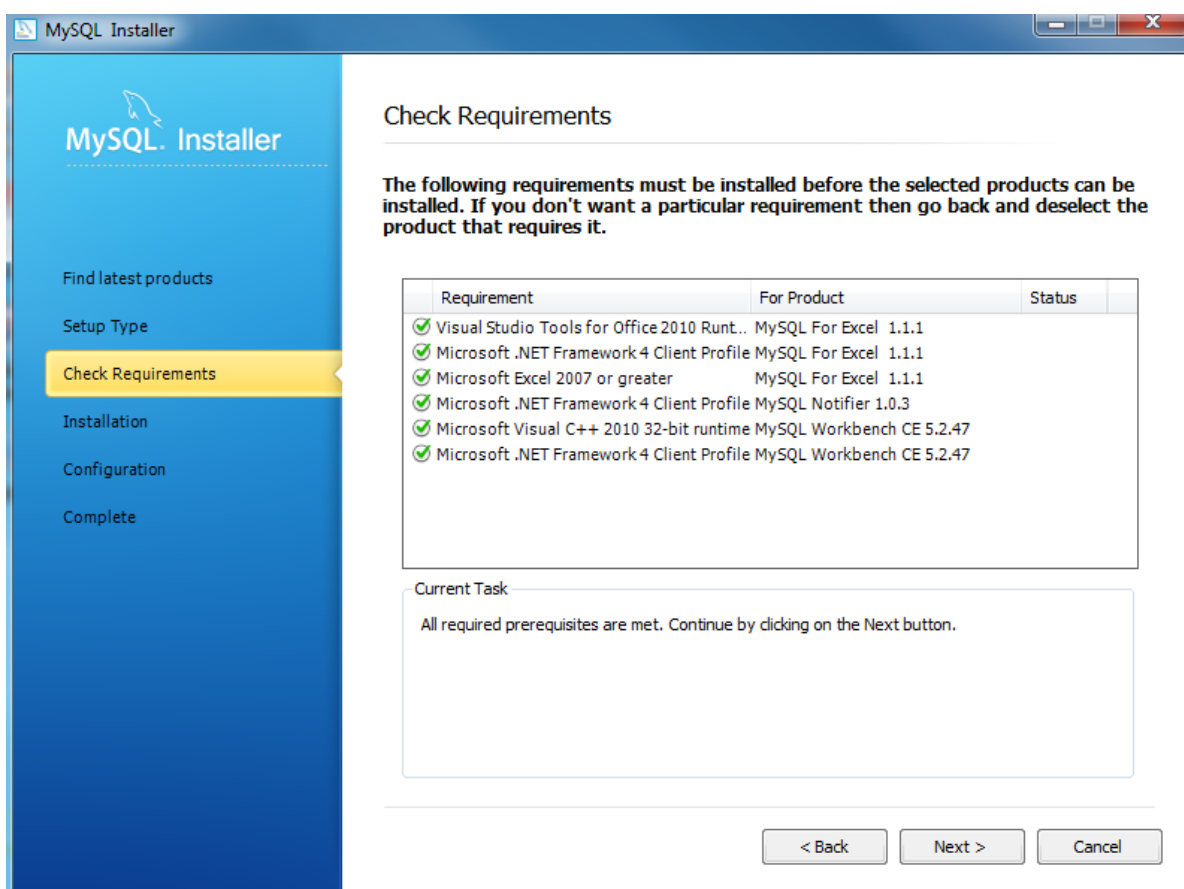 MySQL Installer
MySQL. Installer
Find latest products
Setup Type
Check Requirements
Installation
Configuration
Complete
Check Requirements
The following requirements must be installed before the selected products can be
installed. If you don't want a particular requirement then go back and deselect the
product that requires it.
Requirement For Product Status
Visual Studio Tools for Office 2010 Runt... MySQL For Excel 1.1.1
Microsoft .NET Framework 4 Client Profile MySQL For Excel 1.1.1
Microsoft Excel 2007 or greater MySQL For Excel 1.1.1
Microsoft .NET Framework 4 Client Profile MySQL Notifier 1.0.3
Microsoft Visual C++ 2010 32-bit runtime MySQL Workbench CE 5.2.47
Microsoft .NET Framework 4 Client Profile MySQL Workbench CE 5.2.47
Current Task
All required prerequisites are met. Continue by clicking on the Next button.
< Back Next > Cancel